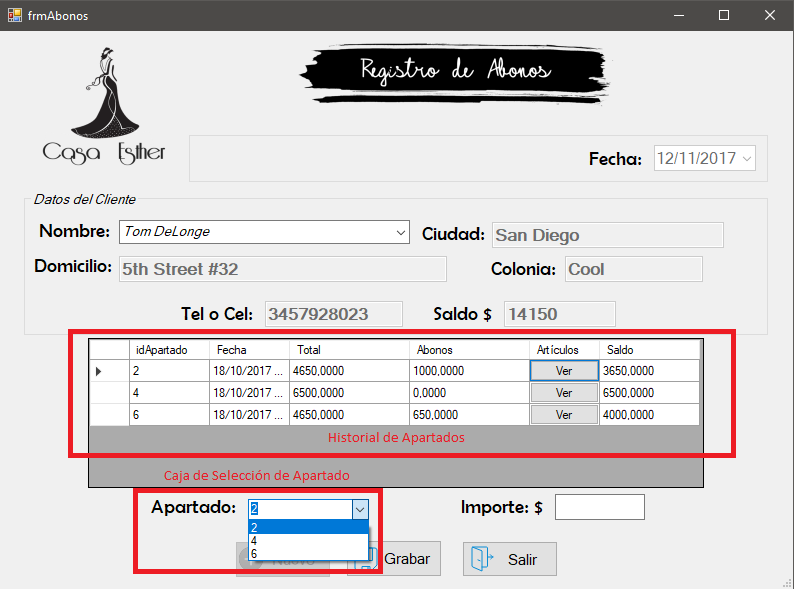 frmAbonos
Registro de Abonos
Casa Esther
Fecha: 12/11/2017
Datos del Cliente
Nombre: Tom DeLonge Ciudad: San Diego
Domicilio: 5th Street #32 Colonia: Cool
Tel o Cel: 3457928023 Saldo $ 14150
idApartado Fecha Total Abonos Artículos Saldo
2 18/10/2017 ... 4650,0000 1000,0000 Ver 3650,0000
4 18/10/2017 ... 6500,0000 0,0000 Ver 6500,0000
6 18/10/2017 ... 4650,0000 650,0000 Ver 4000,0000
Historial de Apartados
Caja de Selección de Apartado
Apartado: 2 Importe: $
2
4
6
Grabar Salir